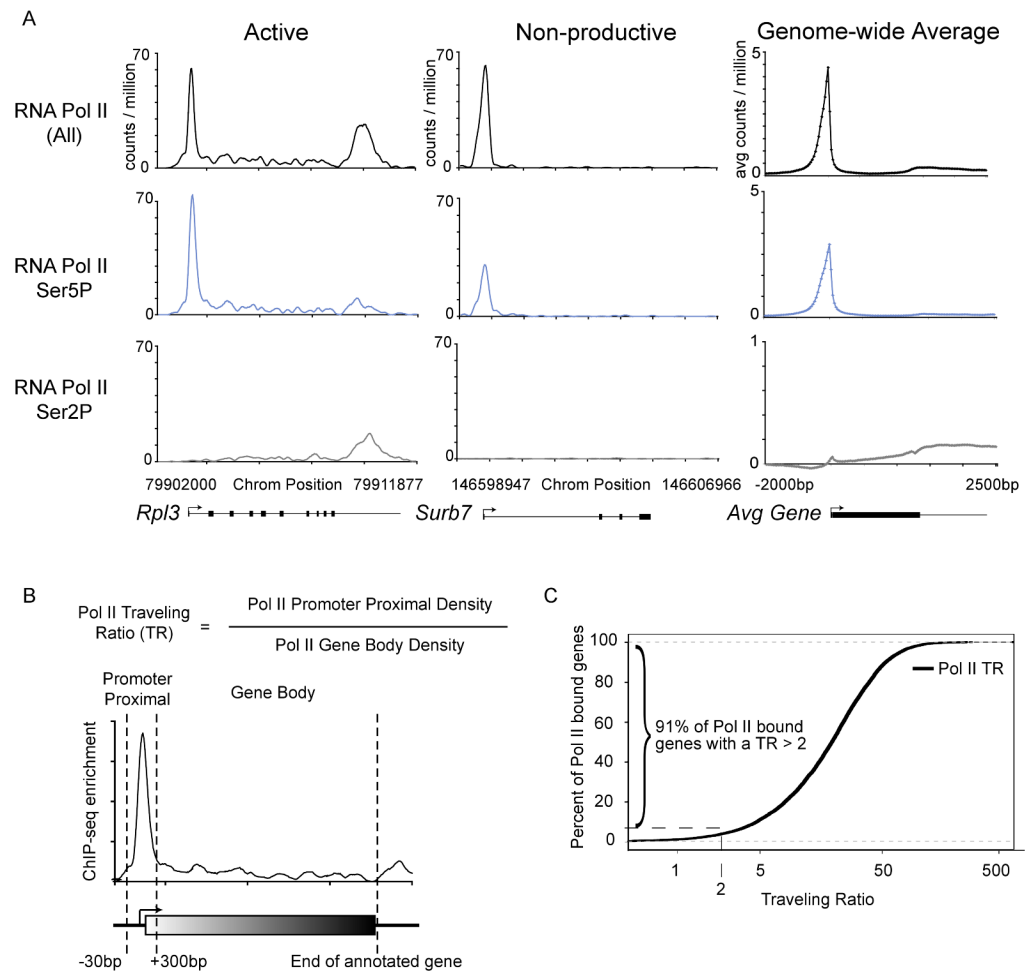 A
Active
Non-productive
Genome-wide Average
RNA Pol II
(All)
70
counts / million
0
70
counts / million
0
5
avg counts / million
0
RNA Pol II
Ser5P
70
0
70
0
5
0
RNA Pol II
Ser2P
70
0
70
0
1
0
79902000 Chrom Position 79911877
146598947 Chrom Position 146606966
-2000bp 2500bp
Rpl3
Surb7
Avg Gene
B
Pol II Traveling
Ratio (TR)
=
Pol II Promoter Proximal Density
Pol II Gene Body Density
Promoter
Proximal
Gene Body
ChIP-seq enrichment
-30bp +300bp End of annotated gene
C
Percent of Pol II bound genes
100
80
60
40
20
0
Pol II TR
91% of Pol II bound
genes with a TR > 2
1 5 50 500
2
Traveling Ratio